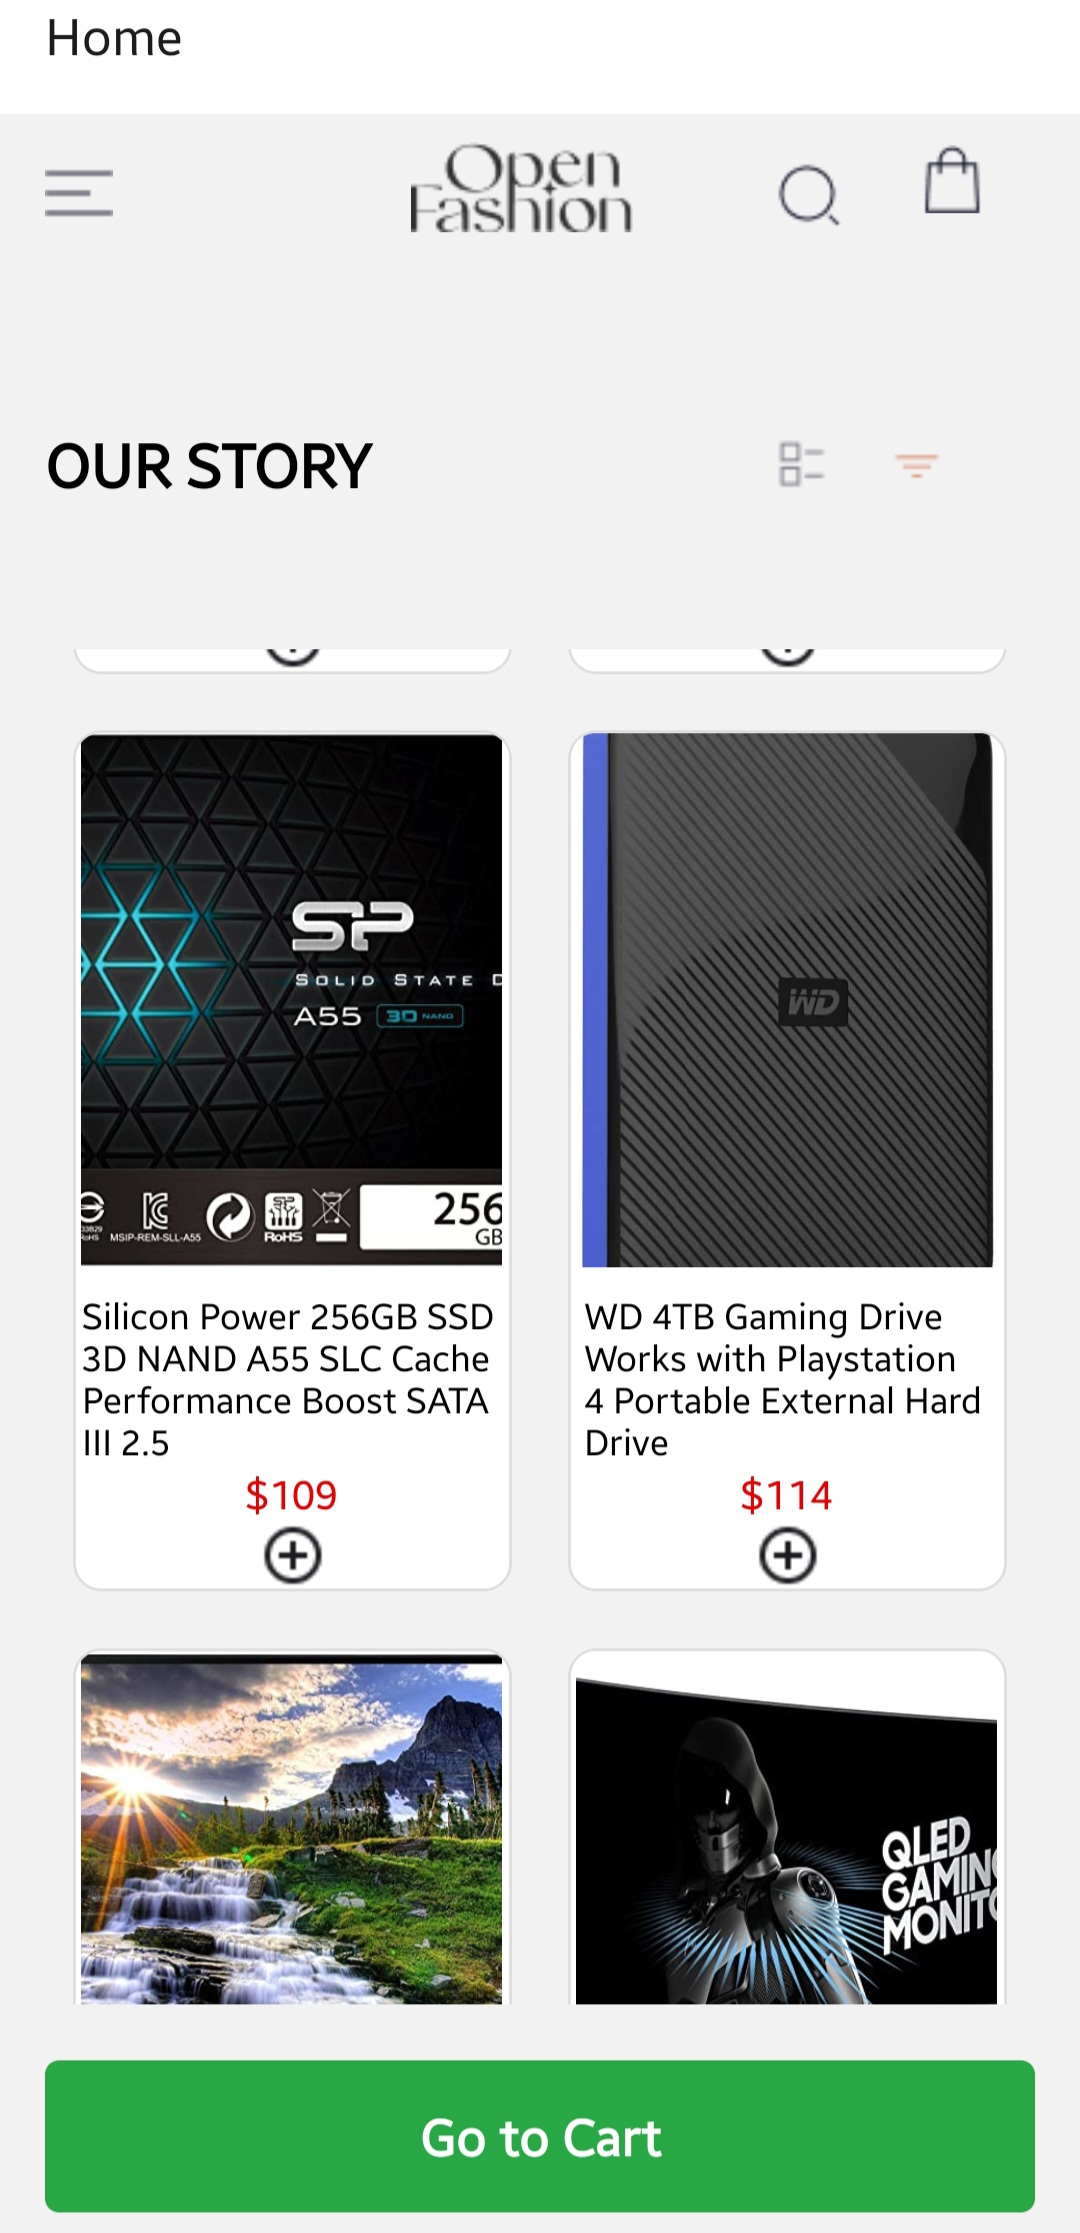 Home
Open
Fashion
OUR STORY
SP
SOLID STATE D
A55 3D NAND
MSIP-REM-SLL-A55
RoHS
256
GB
WD
Silicon Power 256GB SSD
3D NAND A55 SLC Cache
Performance Boost SATA
III 2.5
$109
WD 4TB Gaming Drive
Works with Playstation
4 Portable External Hard
Drive
$114
QLED
GAMING
MONITO
Go to Cart